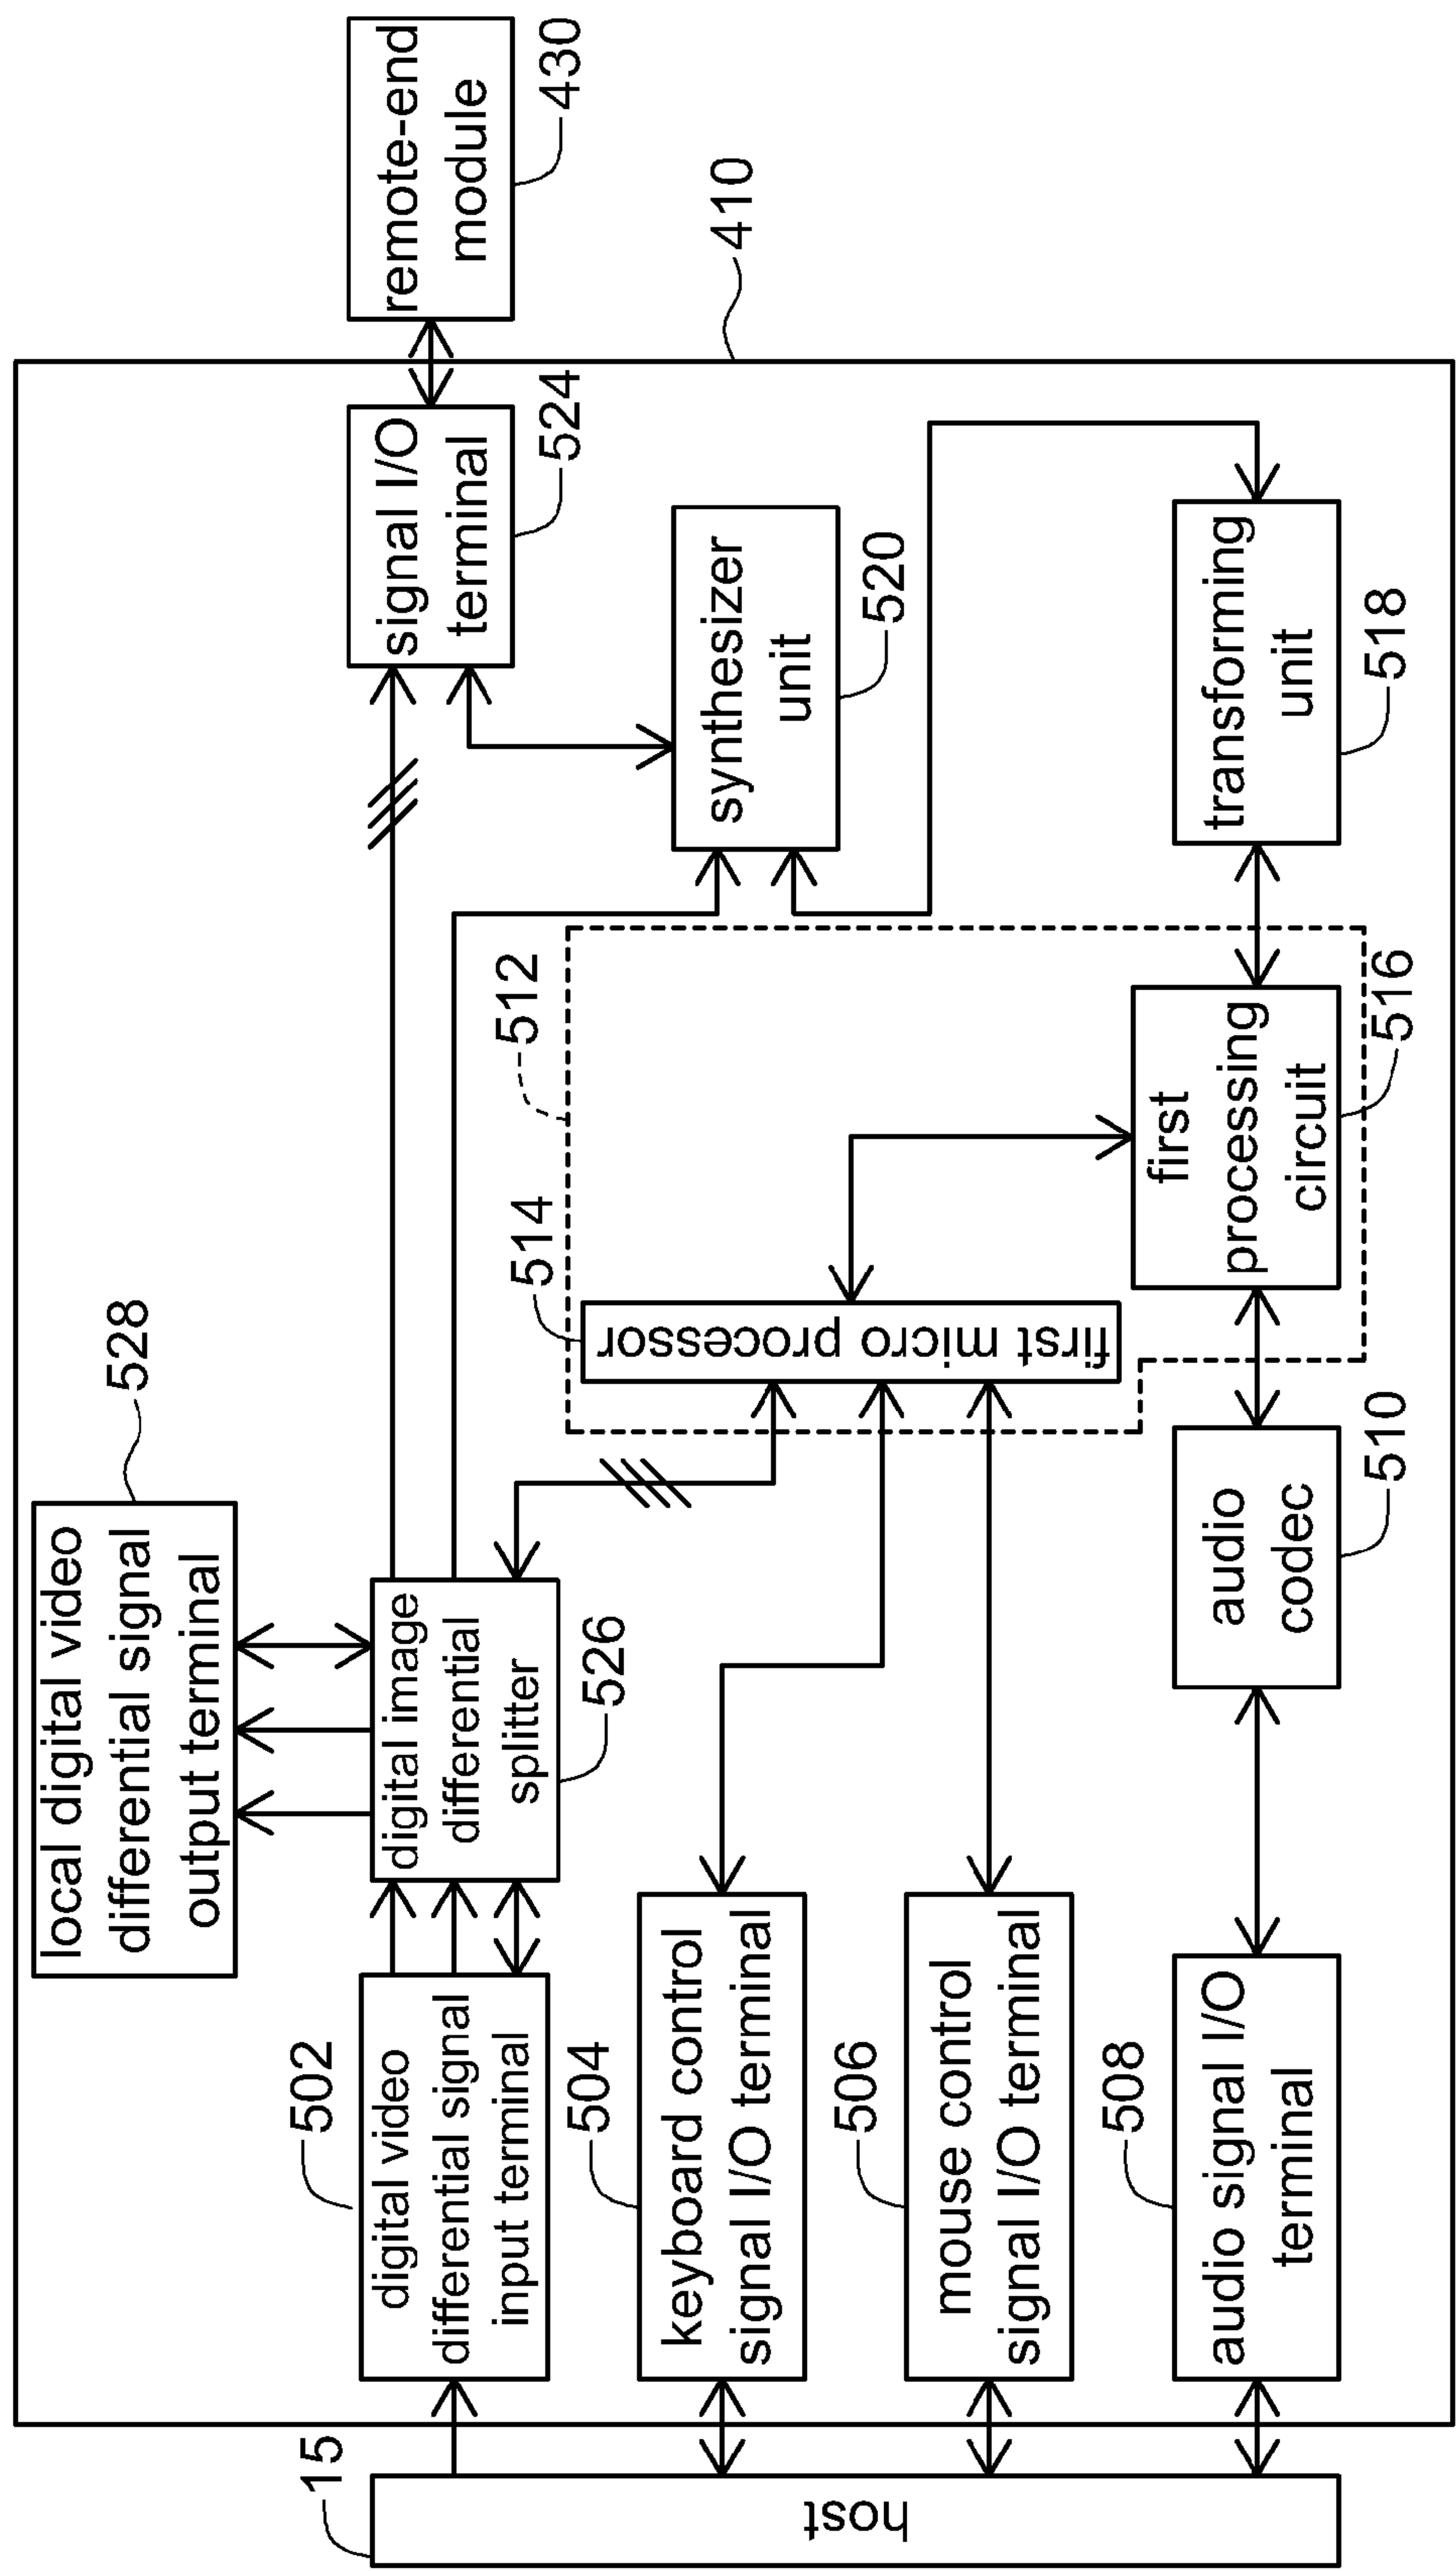 15
host
502
digital video
differential signal
input terminal
504
keyboard control
signal I/O terminal
506
mouse control
signal I/O terminal
508
audio signal I/O
terminal
528
local digital video
differential signal
output terminal
digital image
differential
splitter
526
audio
codec
510
512
514
first micro processor
first
processing
circuit
516
signal I/O
terminal
524
synthesizer
unit
520
transforming
unit
518
410
remote-end
module
430